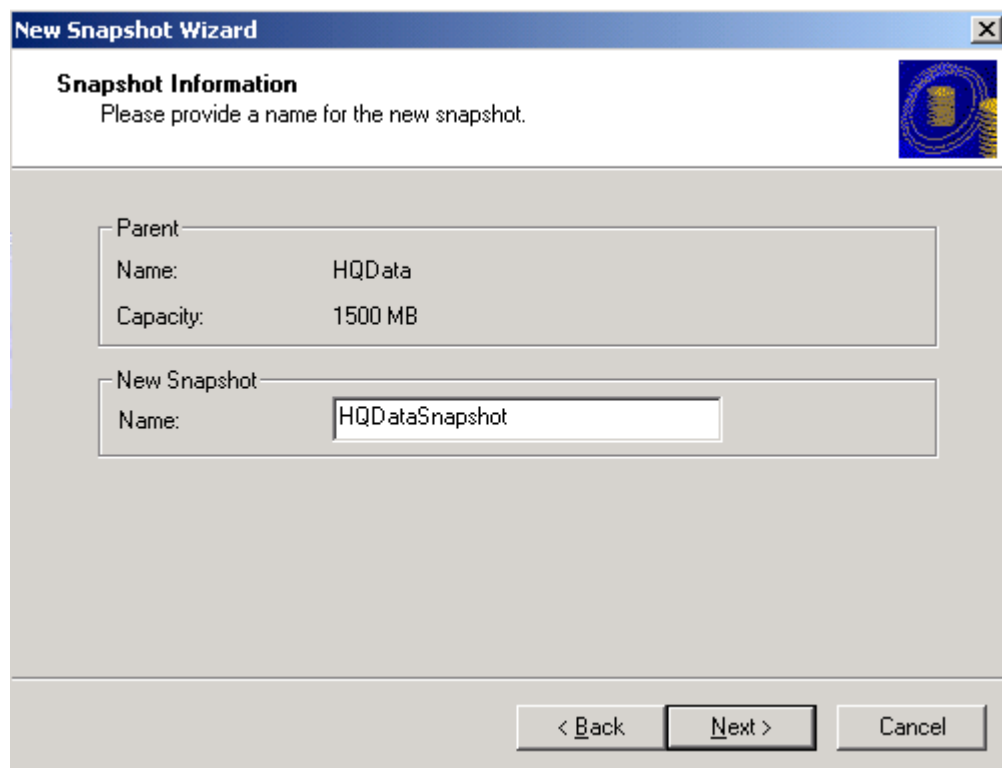 New Snapshot Wizard
Snapshot Information
Please provide a name for the new snapshot.
Parent
Name: HQData
Capacity: 1500 MB
New Snapshot
Name: HQDataSnapshot
< Back Next > Cancel